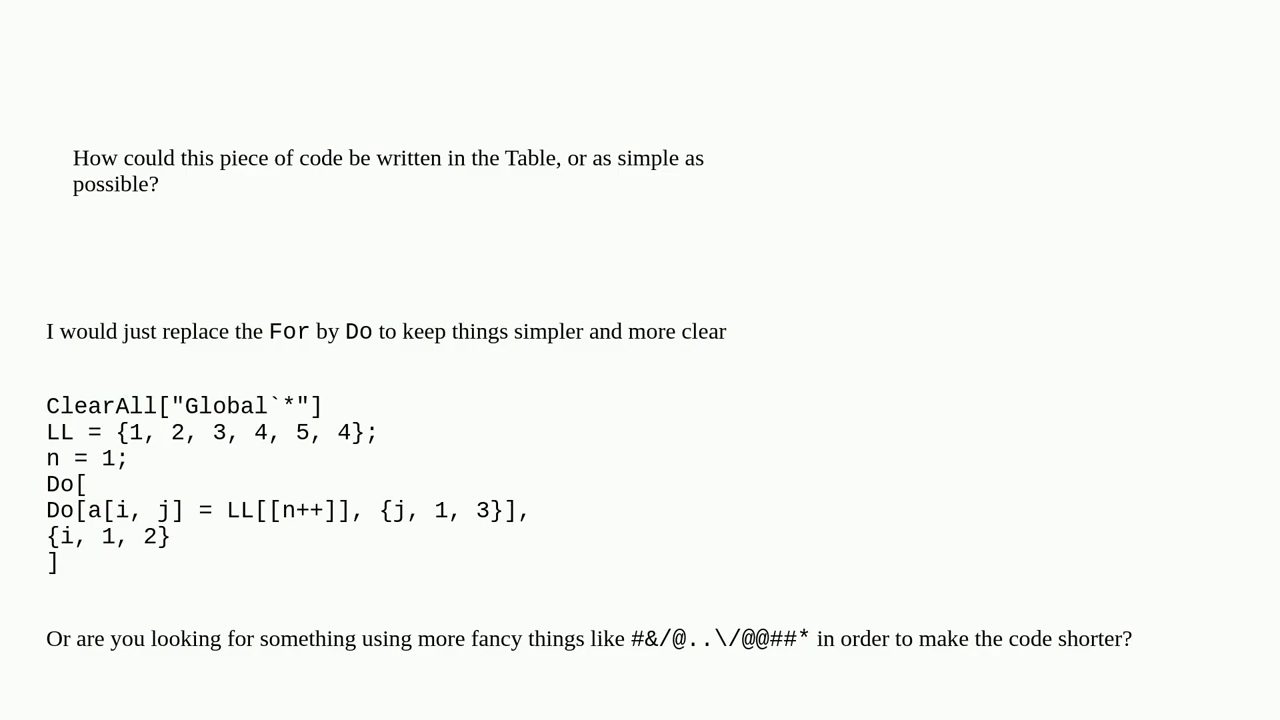 How could this piece of code be written in the Table, or as simple as
possible?
I would just replace the For by Do to keep things simpler and more clear
ClearAll["Global`*"]
LL = {1, 2, 3, 4, 5, 4};
n = 1;
Do[
Do[a[i, j] = LL[[n++]], {j, 1, 3}],
{i, 1, 2}
]
Or are you looking for something using more fancy things like #&/@..\/@@##* in order to make the code shorter?